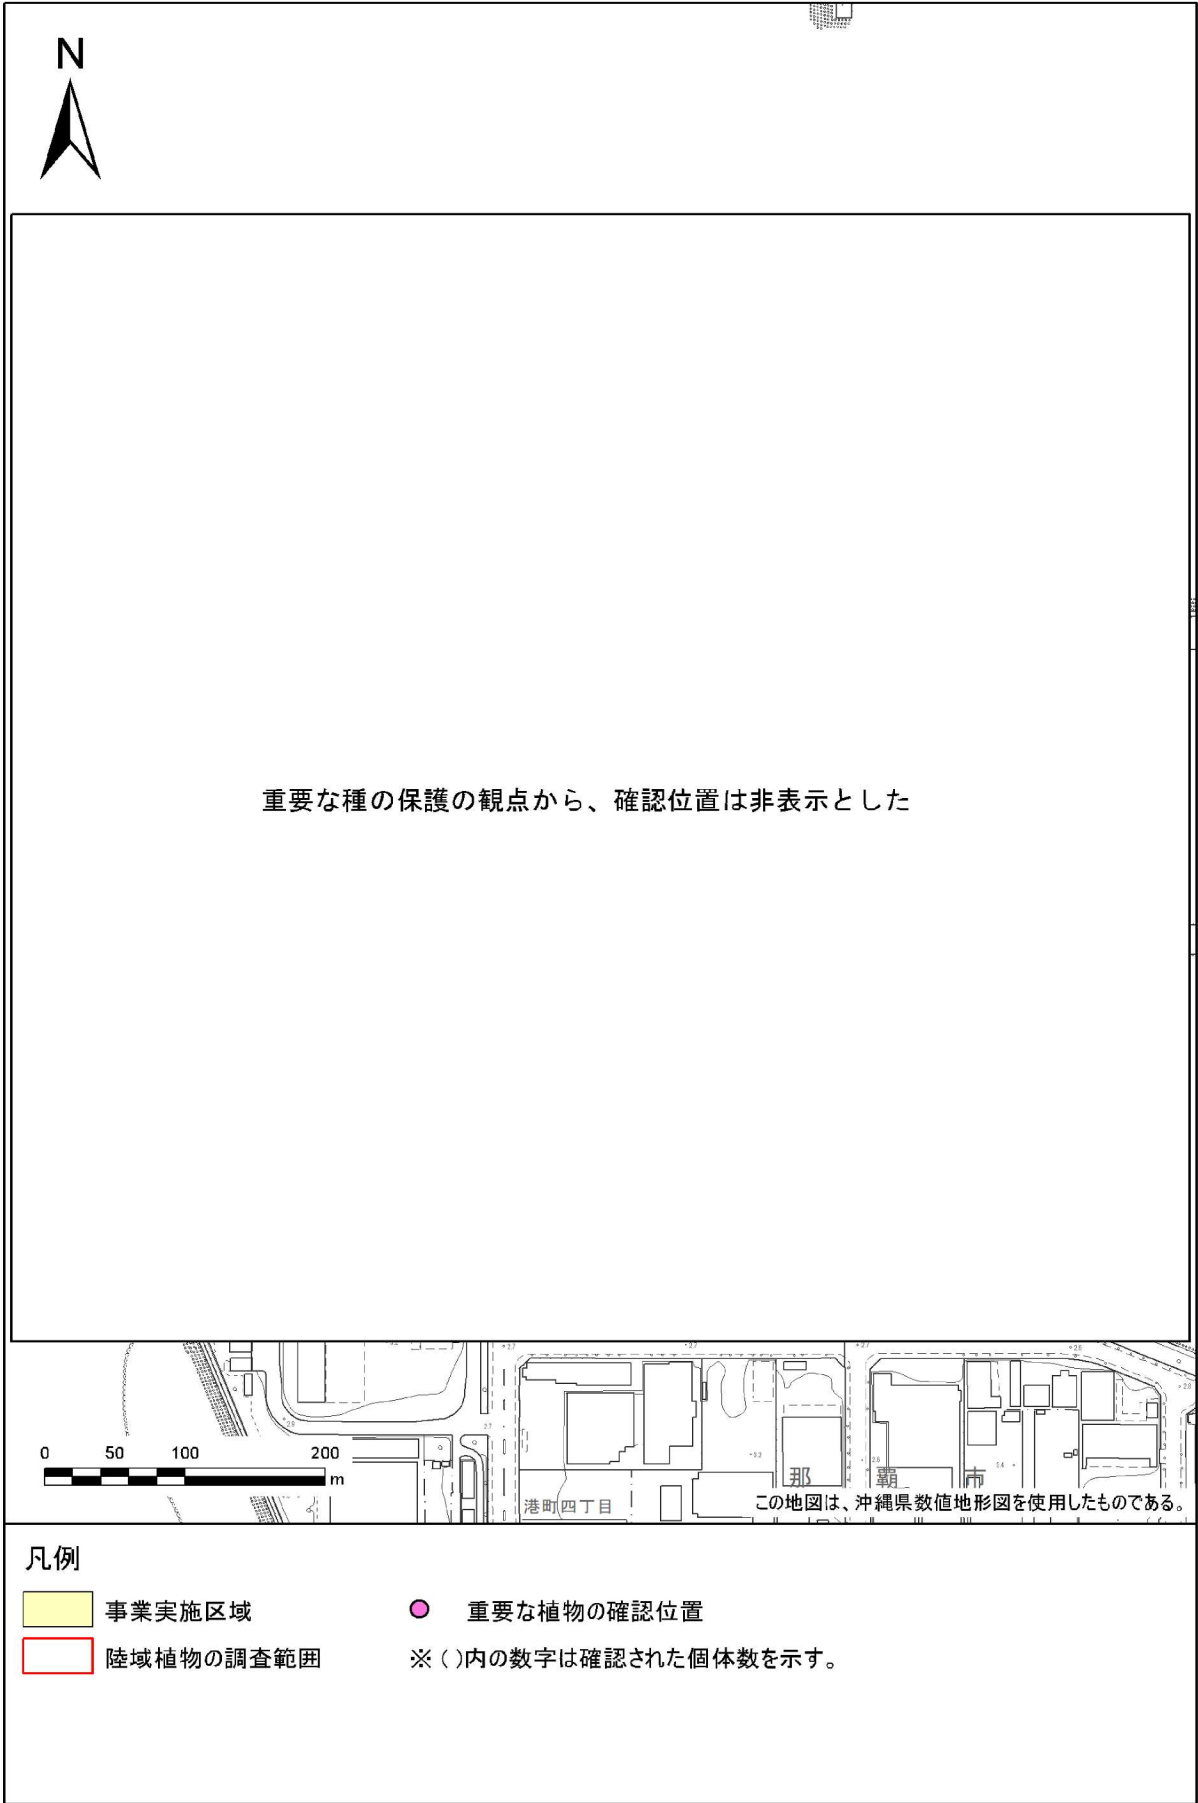 N
重要な種の保護の観点から、確認位置は非表示とした
0 50 100 200
m
那覇市
港町四丁目
この地図は、沖縄県数値地形図を使用したものである。
凡例
事業実施区域
重要な植物の確認位置
陸域植物の調査範囲
※( )内の数字は確認された個体数を示す。